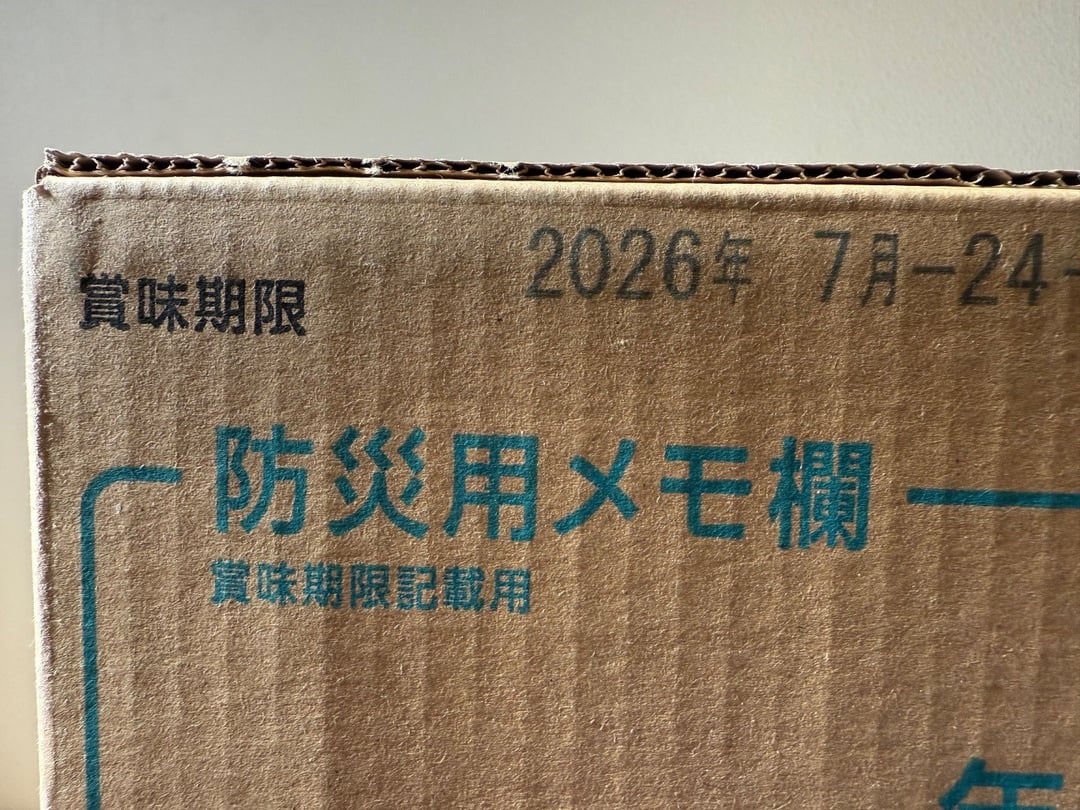 賞味期限
2026年 7月-24-
防災用メモ欄
賞味期限記載用
年